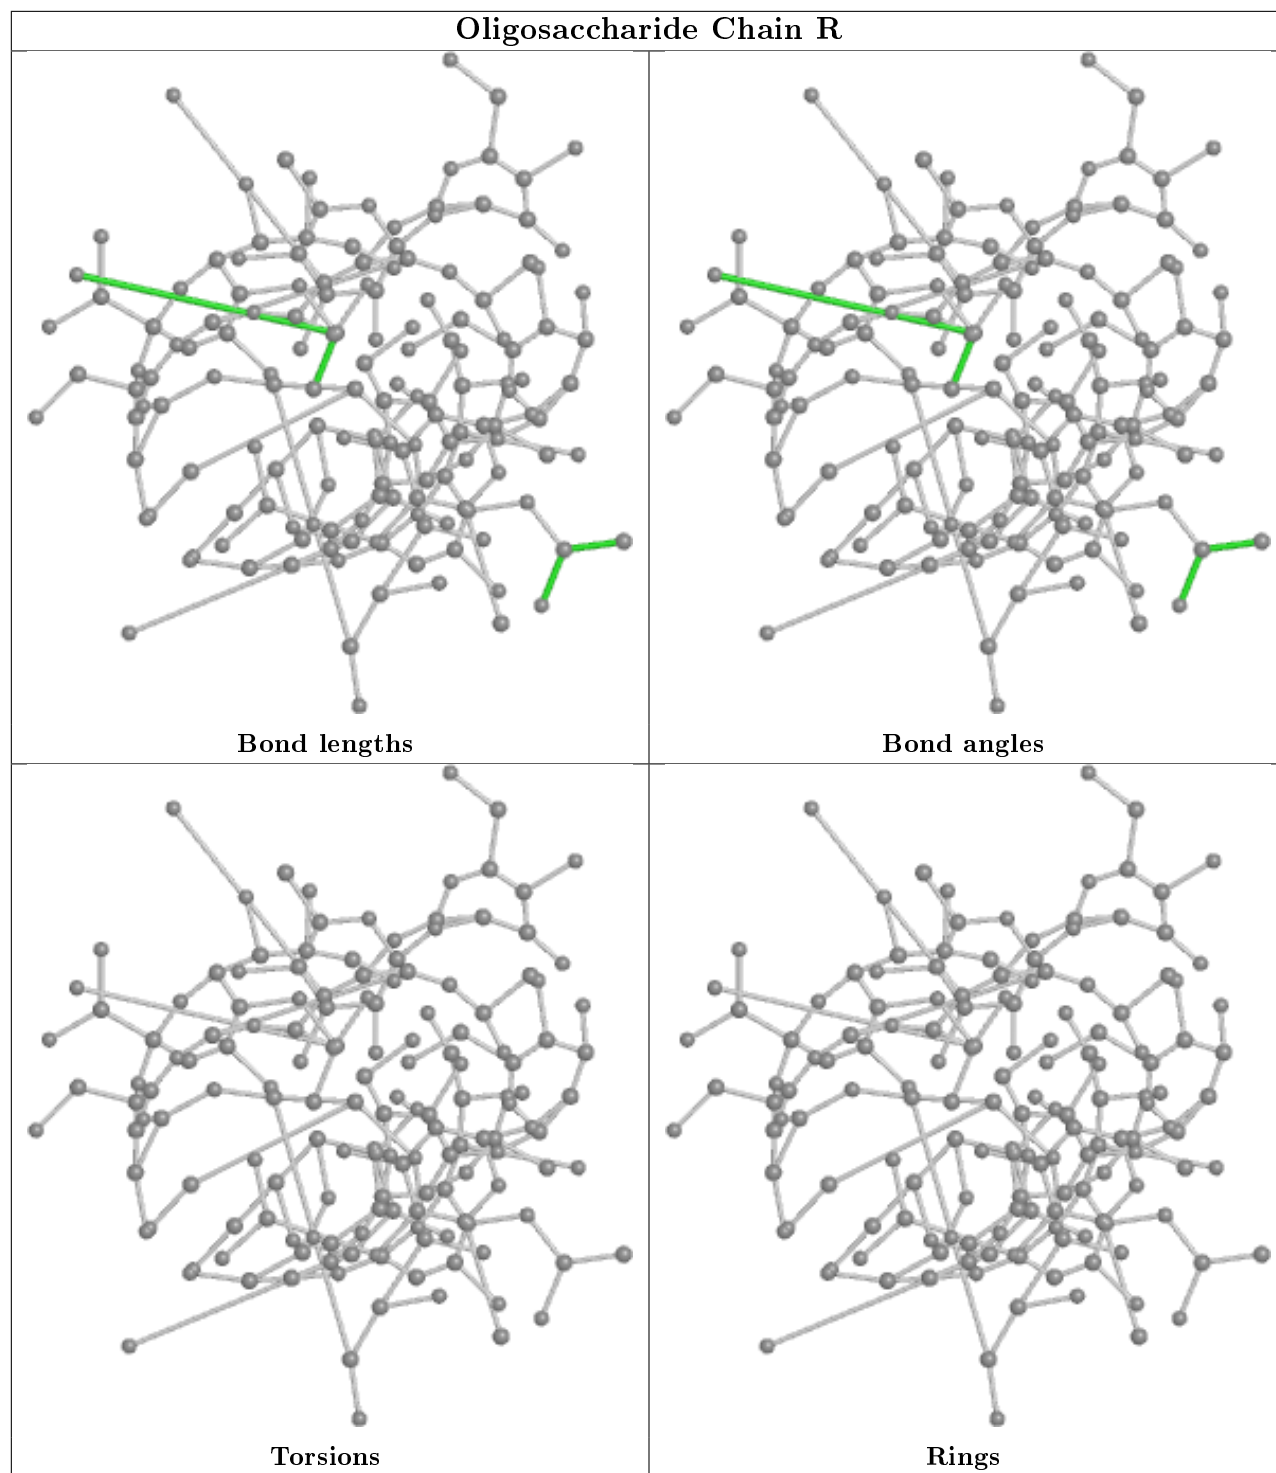 Oligosaccharide Chain R
Bond lengths
Bond angles
Torsions
Rings